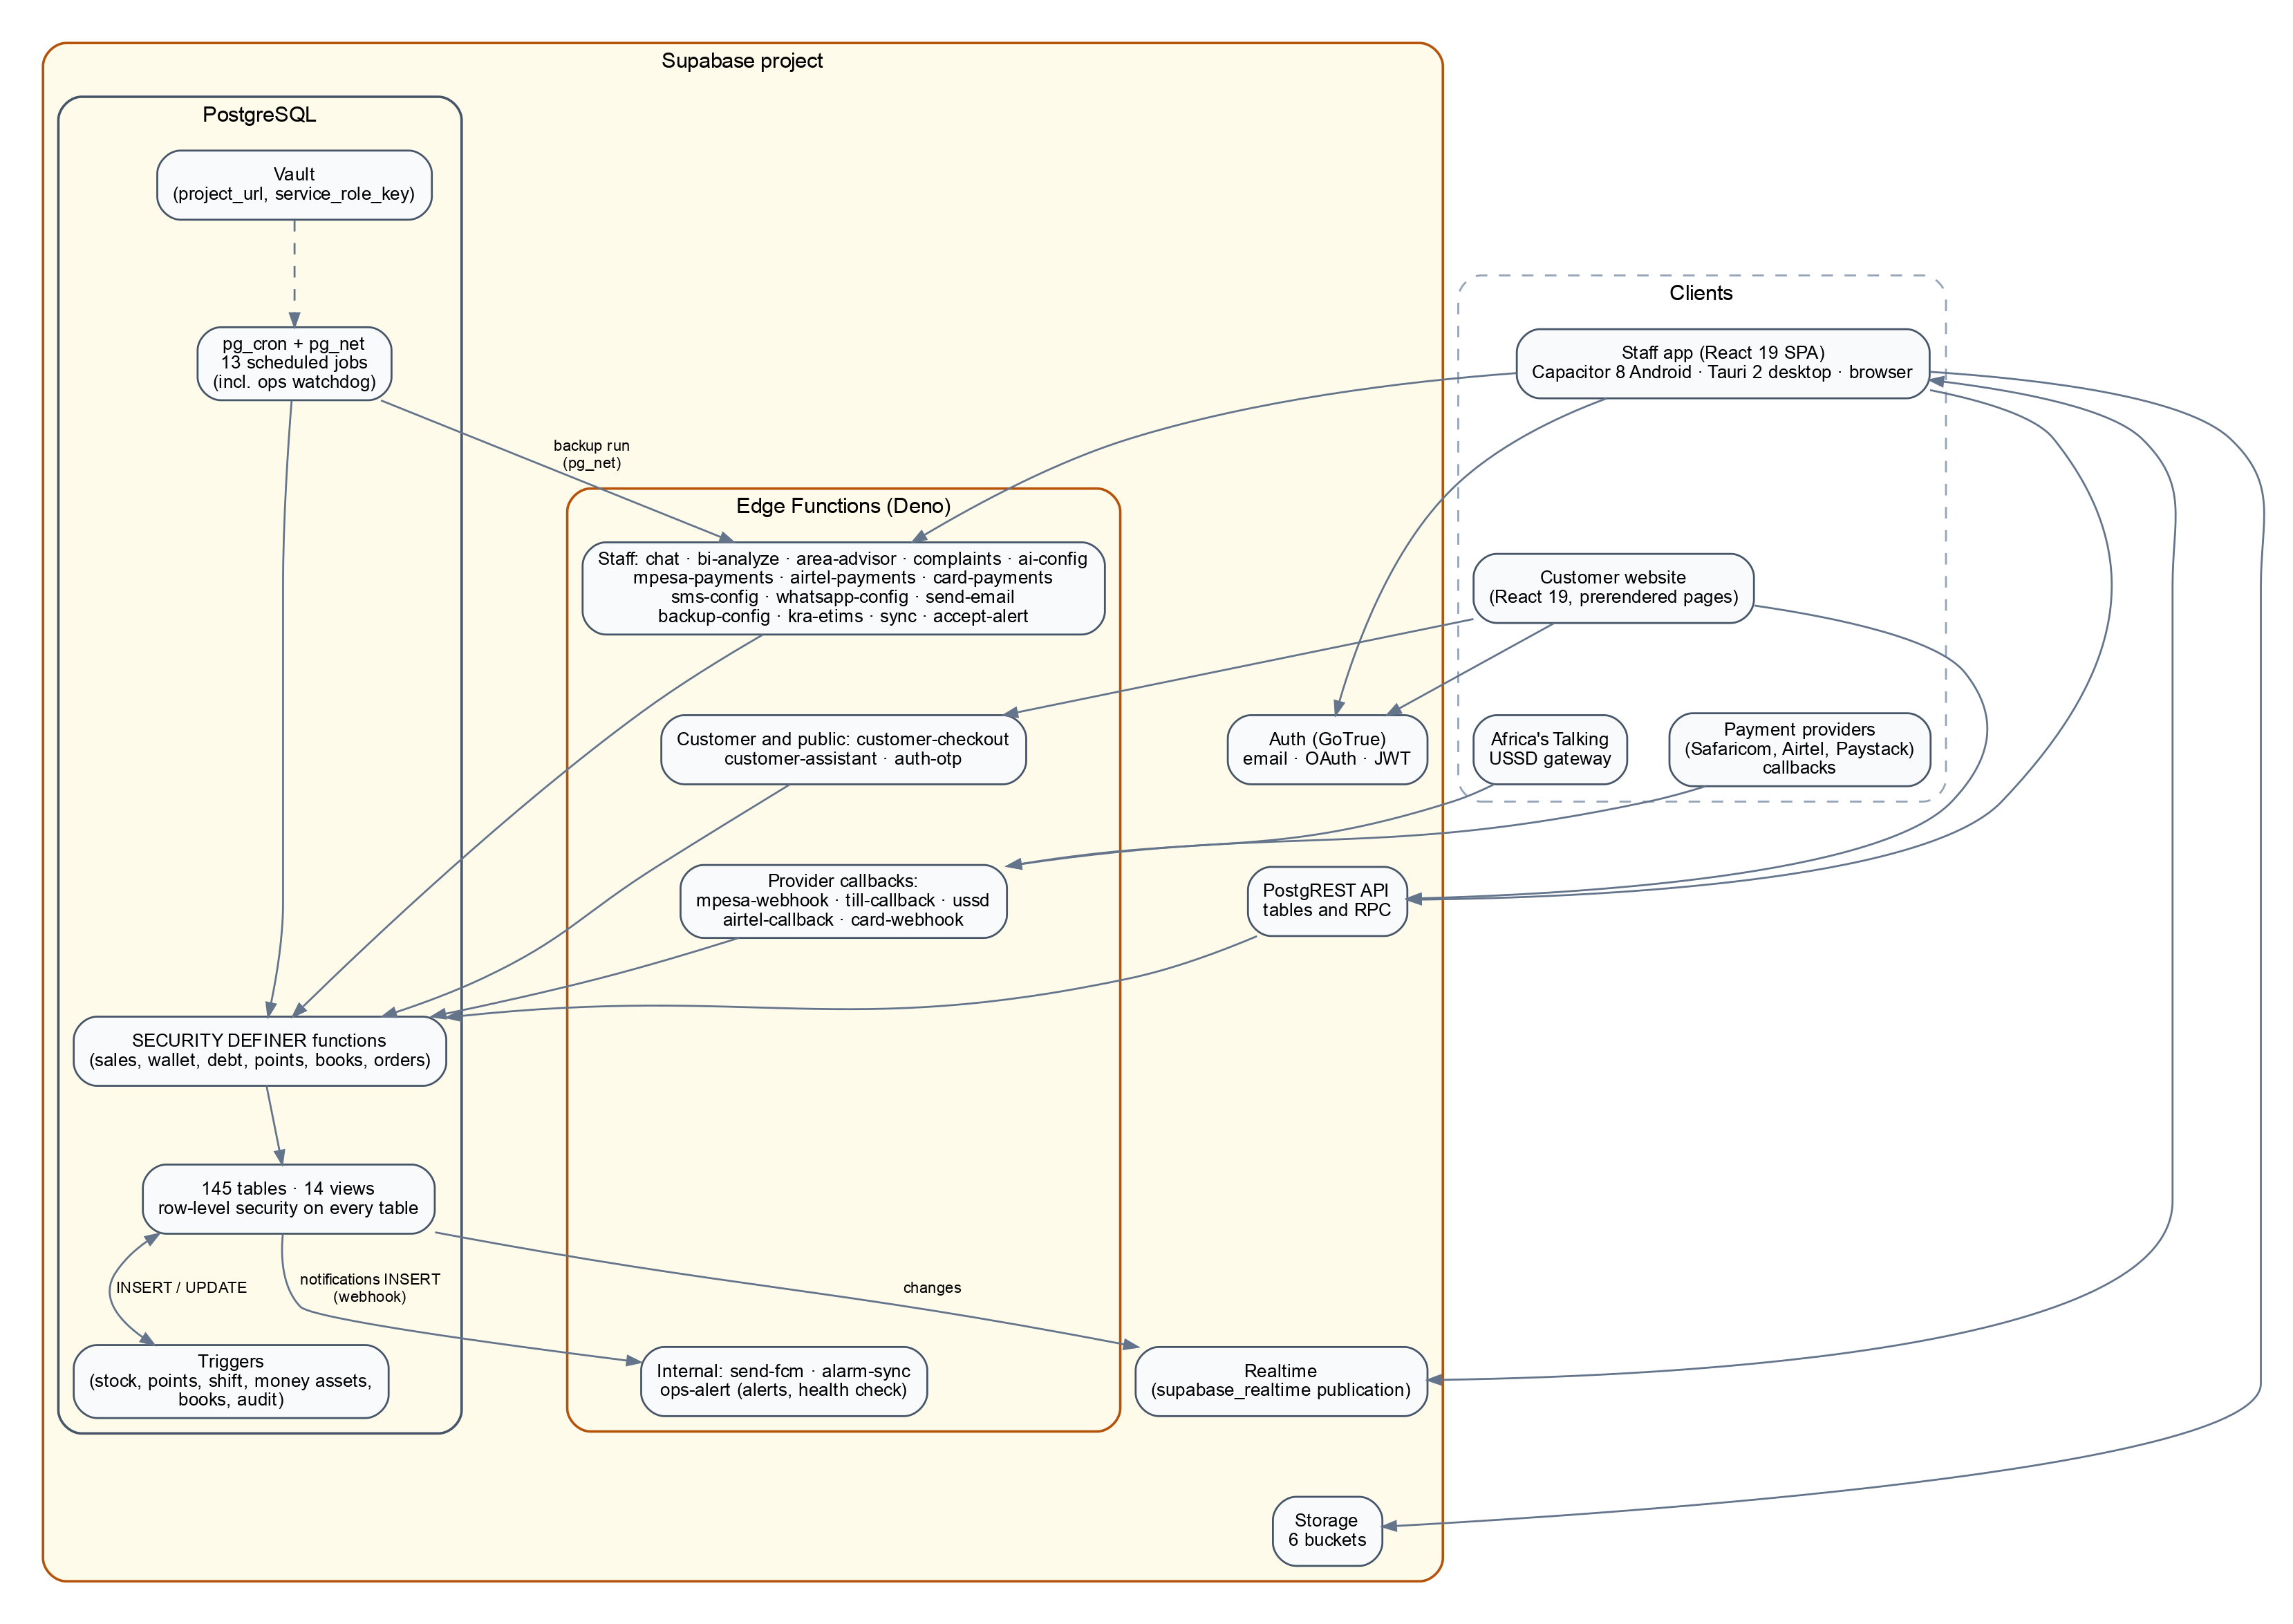 Supabase project
PostgreSQL
Vault
(project_url, service_role_key)
pg_cron + pg_net
13 scheduled jobs
(incl. ops watchdog)
backup run
(pg_net)
Clients
Staff app (React 19 SPA)
Capacitor 8 Android · Tauri 2 desktop · browser
Edge Functions (Deno)
Staff: chat · bi-analyze · area-advisor · complaints · ai-config
mpesa-payments · airtel-payments · card-payments
sms-config · whatsapp-config · send-email
backup-config · kra-etims · sync · accept-alert
Customer website
(React 19, prerendered pages)
Customer and public: customer-checkout
customer-assistant · auth-otp
Auth (GoTrue)
email · OAuth · JWT
Africa's Talking
USSD gateway
Payment providers
(Safaricom, Airtel, Paystack)
callbacks
Provider callbacks:
mpesa-webhook · till-callback · ussd
airtel-callback · card-webhook
PostgREST API
tables and RPC
SECURITY DEFINER functions
(sales, wallet, debt, points, books, orders)
145 tables · 14 views
row-level security on every table
INSERT / UPDATE
notifications INSERT
(webhook)
changes
Triggers
(stock, points, shift, money assets,
books, audit)
Internal: send-fcm · alarm-sync
ops-alert (alerts, health check)
Realtime
(supabase_realtime publication)
Storage
6 buckets